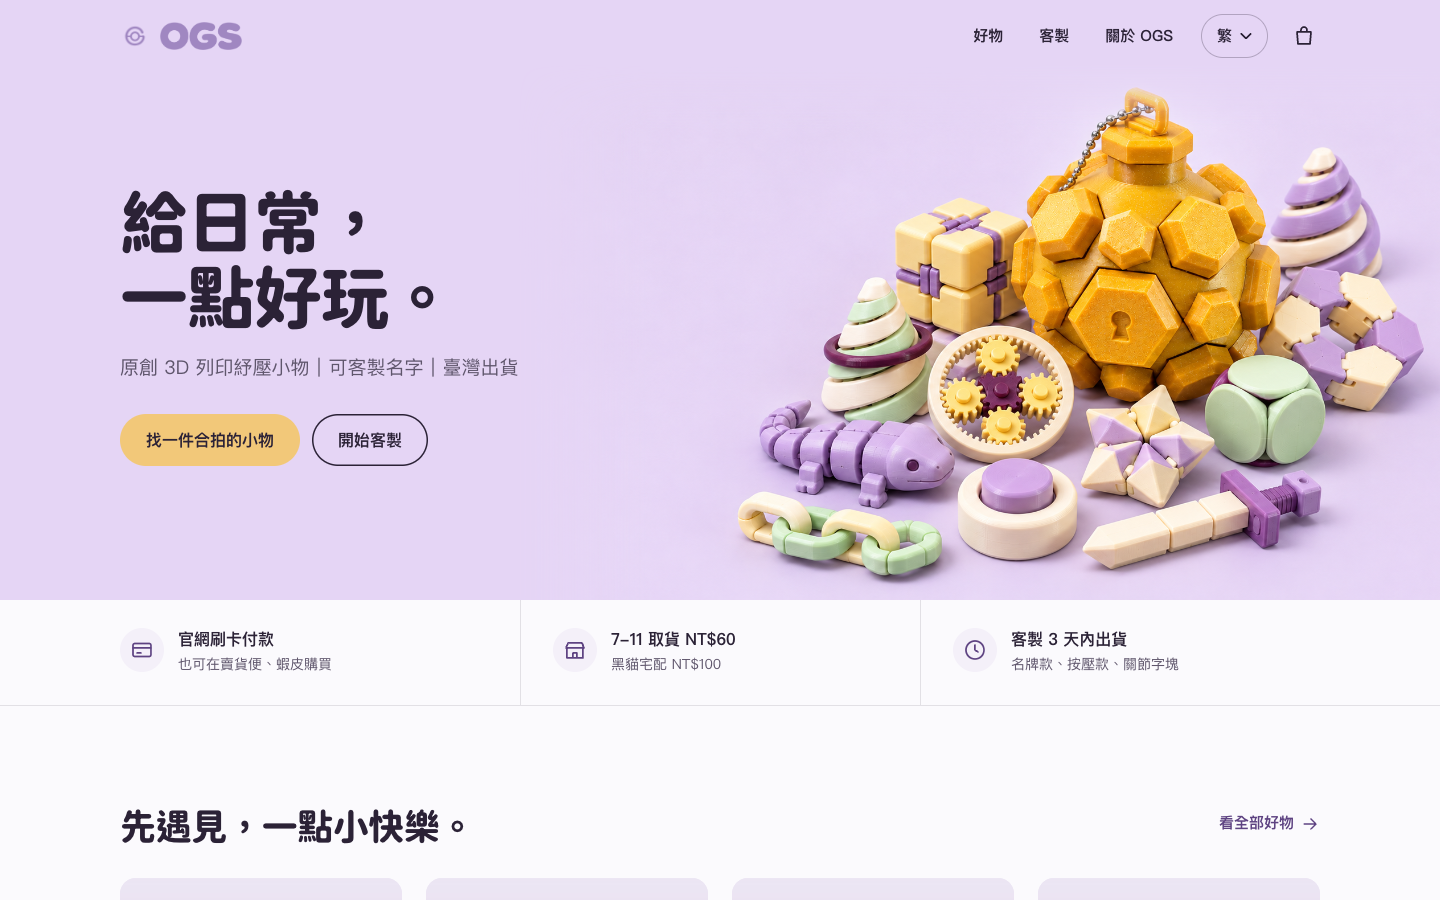 OGS
好物
客製
關於 OGS
繁
給日常，
一點好玩。
原創 3D 列印紓壓小物｜可客製名字｜臺灣出貨
找一件合拍的小物
開始客製
官網刷卡付款
也可在賣貨便、蝦皮購買
7–11 取貨 NT$60
黑貓宅配 NT$100
客製 3 天內出貨
名牌款、按壓款、關節字塊
先遇見，一點小快樂。
看全部好物